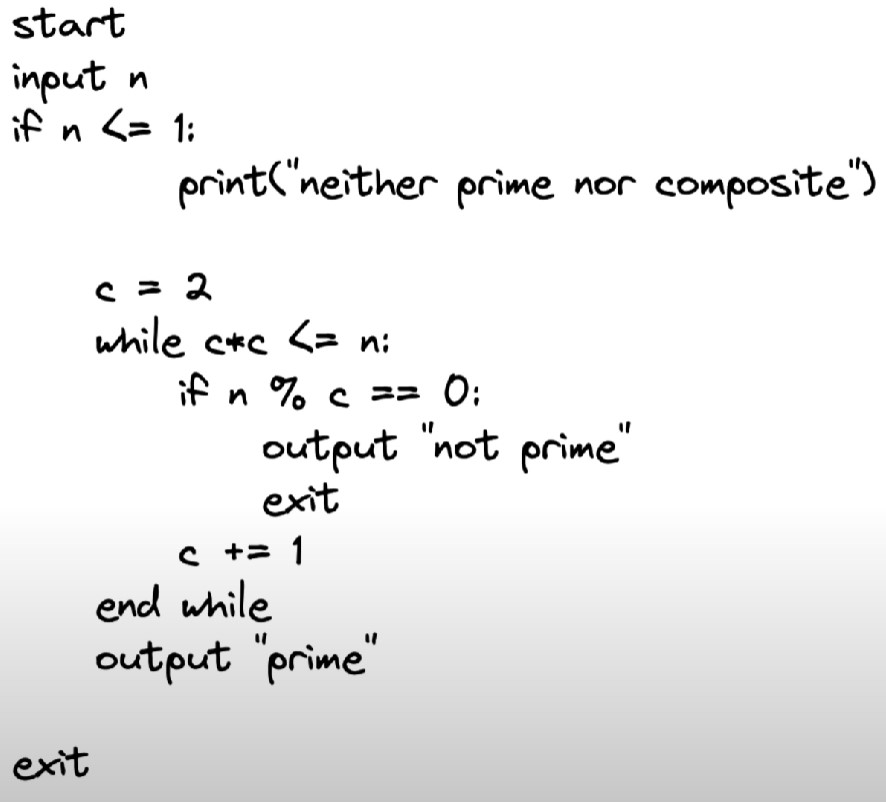 start
input n
if n <= 1:
print("neither prime nor composite")
c = 2
while c*c <= n:
if n % c == 0:
output "not prime"
exit
c += 1
end while
output "prime"
exit